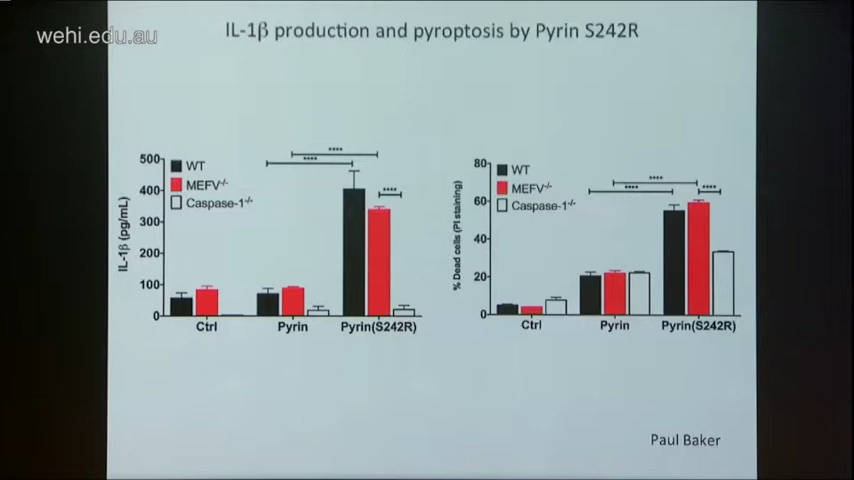 wehi.edu.au
IL-1β production and pyroptosis by Pyrin S242R
500
400
300
200
100
0
IL-1β (pg/mL)
WT
MEFV-/-
Caspase-1-/-
****
****
****
Ctrl
Pyrin
Pyrin(S242R)
80
60
40
20
0
% Dead cells (PI staining)
WT
MEFV-/-
Caspase-1-/-
****
****
****
Ctrl
Pyrin
Pyrin(S242R)
Paul Baker